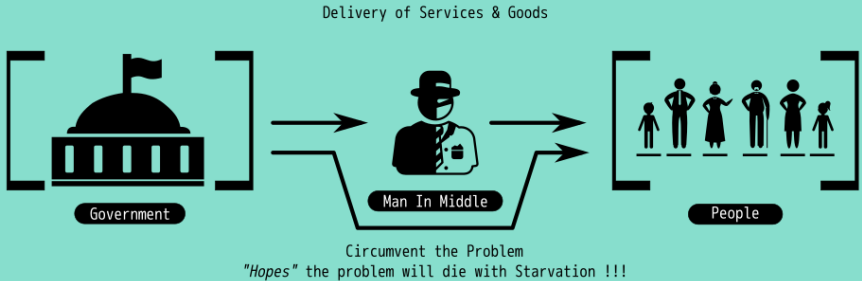 Delivery of Services & Goods
Government
Man In Middle
People
Circumvent the Problem
"Hopes" the problem will die with Starvation !!!